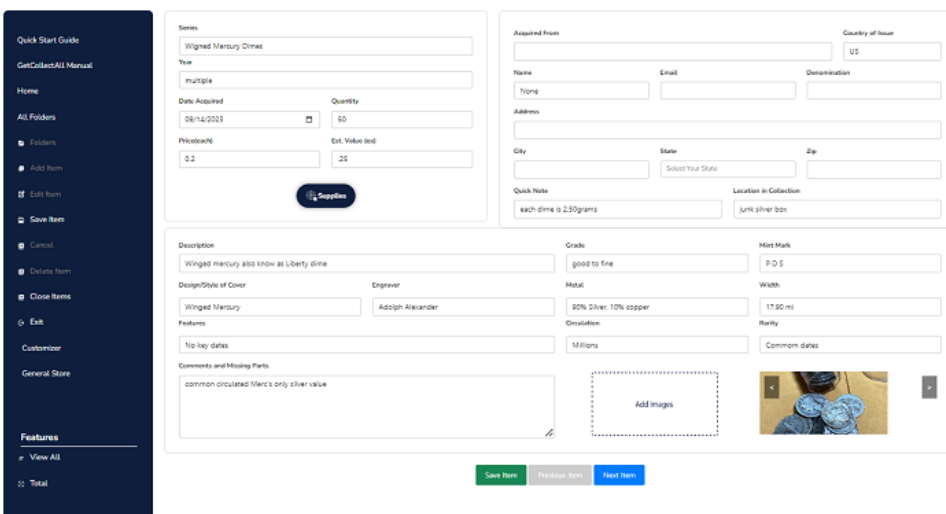 Quick Start Guide
GetCollectAll Manual
Home
All Folders
Folders
Add Item
Edit Item
Save Item
Cancel
Delete Item
Close Items
Exit
Customizer
General Store
Features
View All
Total
Series
Wigned Mercury Dimes
Year
multiple
Date Acquired Quantity
09/14/2023 50
Price(each) Est. Value (ea)
0.2 .25
Supplies
Acquired From Country of Issue
US
Name Email Denomination
None
Address
City State Zip
Select Your State
Quick Note Location in Collection
each dime is 2.50grams junk silver box
Description Grade Mint Mark
Winged mercury also know as Liberty dime good to fine P D S
Design/Style of Cover Engraver Metal Width
Winged Mercury Adolph Alexander 90% Silver, 10% copper 17.90 ml
Features Circulation Rarity
No key dates Millions Commom dates
Comments and Missing Parts
common circulated Merc's only silver value
Add Images
< >
Save Item Previous Item Next Item